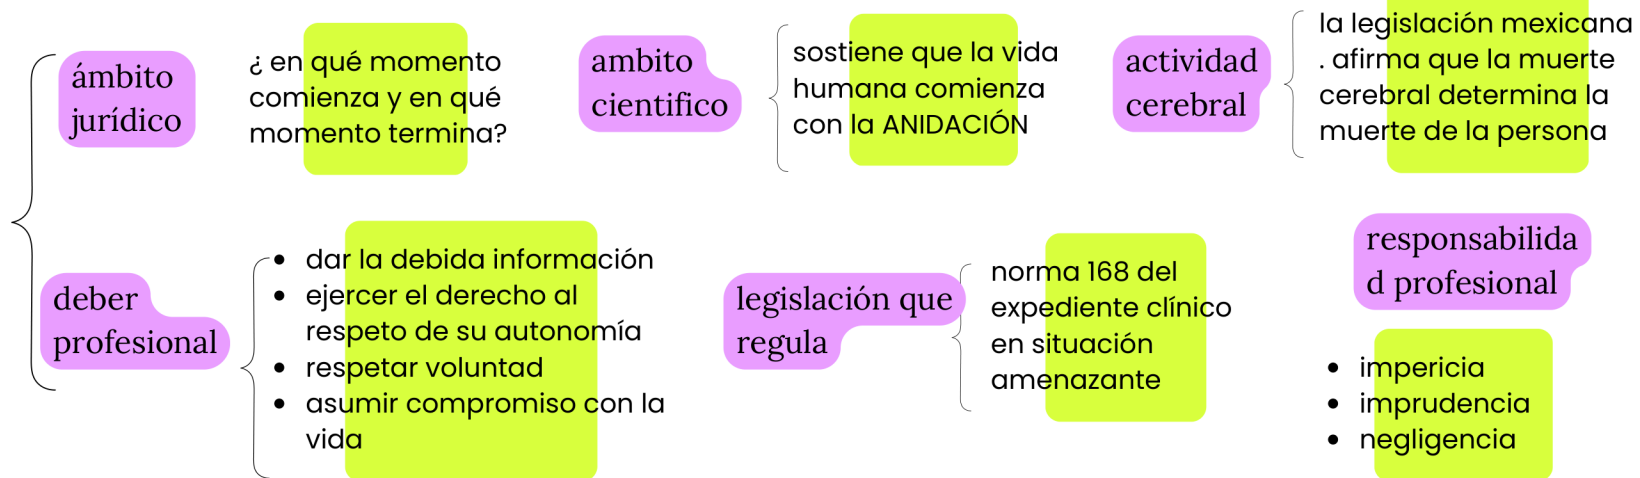 ámbito
jurídico
¿ en qué momento
comienza y en qué
momento termina?
ambito
cientifico
sostiene que la vida
humana comienza
con la ANIDACIÓN
actividad
cerebral
la legislación mexicana
. afirma que la muerte
cerebral determina la
muerte de la persona
deber
profesional
• dar la debida información
• ejercer el derecho al
respeto de su autonomía
• respetar voluntad
• asumir compromiso con la
vida
legislación que
regula
norma 168 del
expediente clínico
en situación
amenazante
responsabilida
d profesional
• impericia
• imprudencia
• negligencia